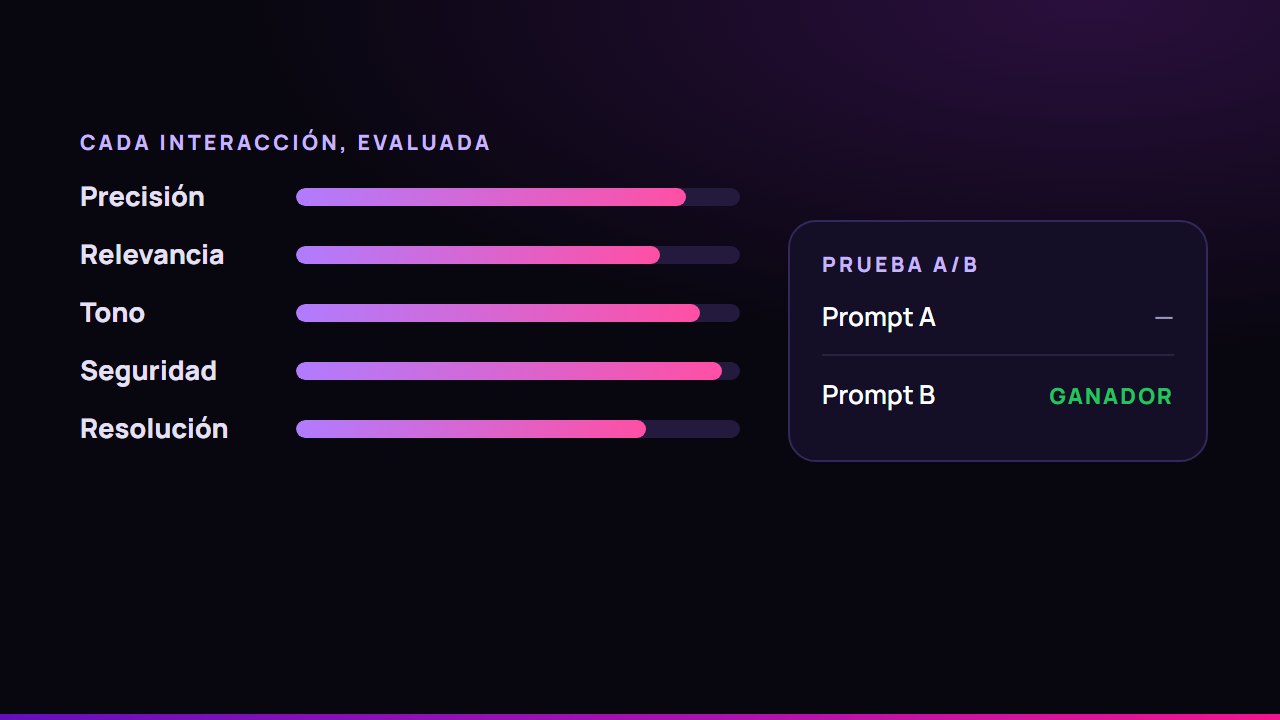 CADA INTERACCIÓN, EVALUADA
Precisión
Relevancia
Tono
Seguridad
Resolución
PRUEBA A/B
Prompt A —
Prompt B GANADOR